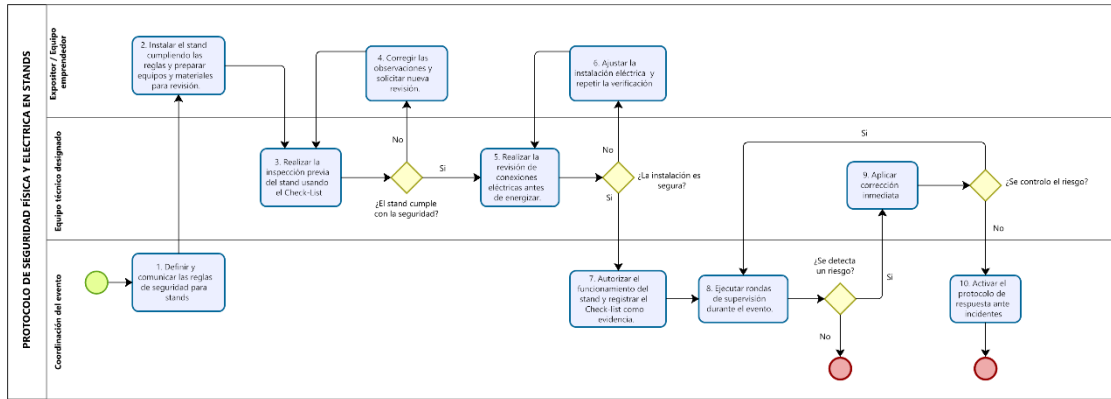 PROTOCOLO DE SEGURIDAD FÍSICA Y ELECTRICA EN STANDS
Expositor / Equipo
emprendedor
2. Instalar el stand
cumpliendo las
reglas y preparar
equipos y materiales
para revisión.
4. Corregir las
observaciones y
solicitar nueva
revisión.
6. Ajustar la
instalación eléctrica y
repetir la verificación
Equipo técnico designado
3. Realizar la
inspección previa
del stand usando
el Check-List
No
¿El stand cumple
con la seguridad?
Si
5. Realizar la
revisión de
conexiones
eléctricas antes
de energizar.
No
¿La instalación es
segura?
Si
Si
9. Aplicar
corrección
inmediata
¿Se controlo el riesgo?
No
Coordinación del evento
1. Definir y
comunicar las reglas
de seguridad para
stands
7. Autorizar el
funcionamiento del
stand y registrar el
Check-list como
evidencia.
8. Ejecutar rondas
de supervisión
durante el evento.
¿Se detecta
un riesgo?
Si
No
10. Activar el
protocolo de
respuesta ante
incidentes